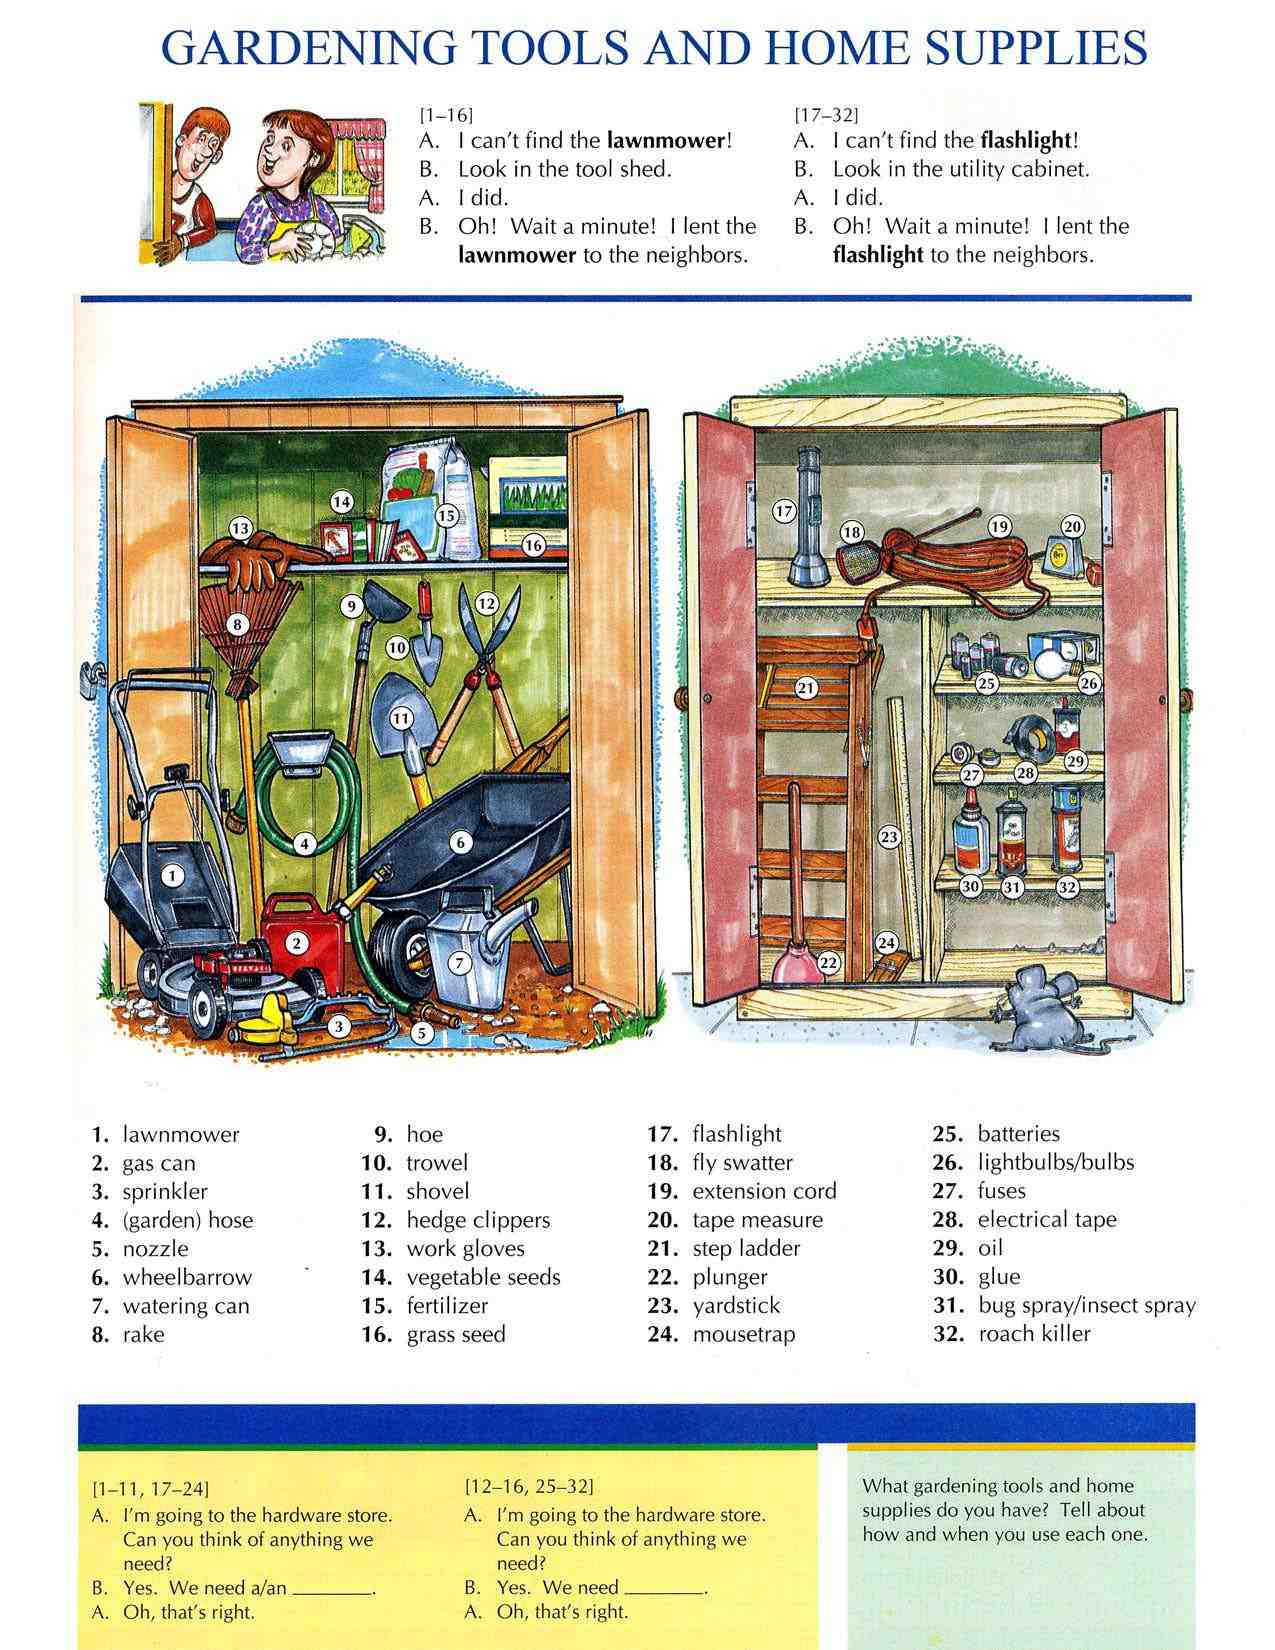 GARDENING TOOLS AND HOME SUPPLIES
[1–16]
A. I can't find the lawnmower!
B. Look in the tool shed.
A. I did.
B. Oh! Wait a minute! I lent the
lawnmower to the neighbors.
[17–32]
A. I can't find the flashlight!
B. Look in the utility cabinet.
A. I did.
B. Oh! Wait a minute! I lent the
flashlight to the neighbors.
13
14
15
16
8
9
10
12
11
4
6
1
2
7
3
5
17
18
19
20
21
25
26
27
28
29
23
30
31
32
24
22
1. lawnmower
2. gas can
3. sprinkler
4. (garden) hose
5. nozzle
6. wheelbarrow
7. watering can
8. rake
9. hoe
10. trowel
11. shovel
12. hedge clippers
13. work gloves
14. vegetable seeds
15. fertilizer
16. grass seed
17. flashlight
18. fly swatter
19. extension cord
20. tape measure
21. step ladder
22. plunger
23. yardstick
24. mousetrap
25. batteries
26. lightbulbs/bulbs
27. fuses
28. electrical tape
29. oil
30. glue
31. bug spray/insect spray
32. roach killer
[1–11, 17–24]
A. I'm going to the hardware store.
Can you think of anything we
need?
B. Yes. We need a/an ________.
A. Oh, that's right.
[12–16, 25–32]
A. I'm going to the hardware store.
Can you think of anything we
need?
B. Yes. We need ________.
A. Oh, that's right.
What gardening tools and home
supplies do you have? Tell about
how and when you use each one.